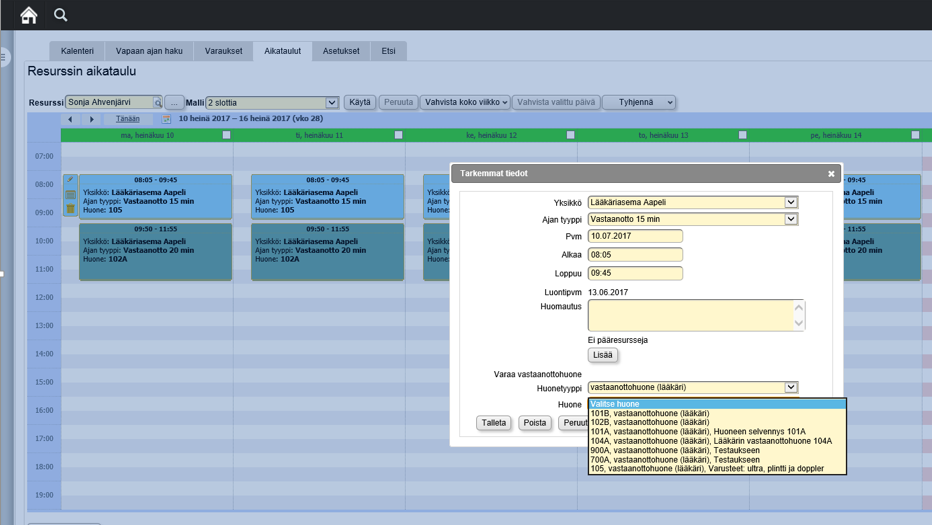 Kalenteri Vapaan ajan haku Varaukset Aikataulut Asetukset Etsi
Resurssin aikataulu
Resurssi Sonja Ahvenjärvi ... Malli 2 slottia Käytä Peruuta Vahvista koko viikko Vahvista valittu päivä Tyhjennä
Tänään 10 heinä 2017 - 16 heinä 2017 (vko 28)
ma, heinäkuu 10 ti, heinäkuu 11 ke, heinäkuu 12 to, heinäkuu 13 pe, heinäkuu 14
07:00
08:00
09:00
10:00
11:00
12:00
13:00
14:00
15:00
16:00
17:00
18:00
19:00
08:05 - 09:45
Yksikkö: Lääkäriasema Aapeli
Ajan tyyppi: Vastaanotto 15 min
Huone: 105
09:50 - 11:55
Yksikkö: Lääkäriasema Aapeli
Ajan tyyppi: Vastaanotto 20 min
Huone: 102A
08:05 - 09:45
Yksikkö: Lääkäriasema Aapeli
Ajan tyyppi: Vastaanotto 15 min
Huone: 105
09:50 - 11:55
Yksikkö: Lääkäriasema Aapeli
Ajan tyyppi: Vastaanotto 20 min
Huone: 102A
Tarkemmat tiedot
Yksikkö Lääkäriasema Aapeli
Ajan tyyppi Vastaanotto 15 min
Pvm 10.07.2017
Alkaa 08:05
Loppuu 09:45
Luontipvm 13.06.2017
Huomautus
Ei pääresursseja
Lisää
Varaa vastaanottohuone
Huonetyyppi vastaanottohuone (lääkäri)
Huone
Valitse huone
101B, vastaanottohuone (lääkäri)
102B, vastaanottohuone (lääkäri)
101A, vastaanottohuone (lääkäri), Huoneen selvennys 101A
104A, vastaanottohuone (lääkäri), Lääkärin vastaanottohuone 104A
900A, vastaanottohuone (lääkäri), Testaukseen
700A, vastaanottohuone (lääkäri), Testaukseen
105, vastaanottohuone (lääkäri), Varusteet: ultra, plintti ja doppler
Talleta Poista Peruut